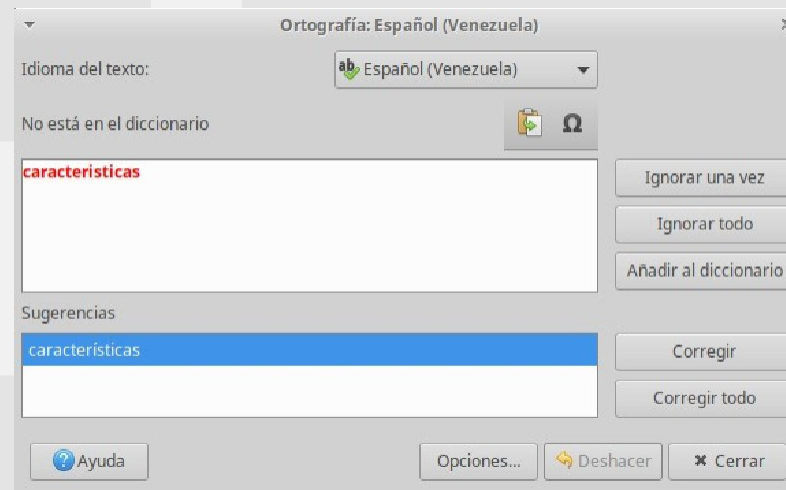 Ortografía: Español (Venezuela)
Idioma del texto:
Español (Venezuela)
No está en el diccionario
Ω
caracteristicas
Ignorar una vez
Ignorar todo
Añadir al diccionario
Sugerencias
características
Corregir
Corregir todo
Ayuda
Opciones...
Deshacer
Cerrar